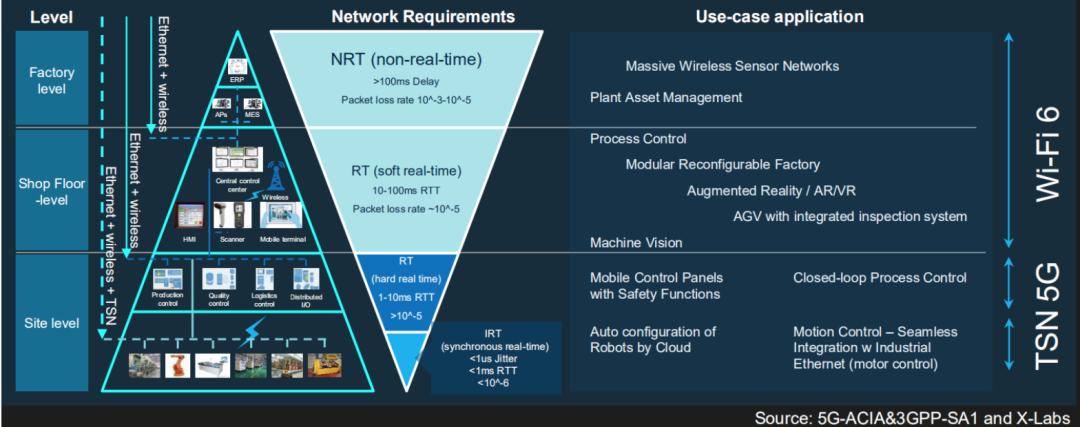 Level
Network Requirements
Use-case application
Factory
level
Shop Floor
-level
Site level
Ethernet + wireless
Ethernet + wireless
Ethernet + wireless + TSN
ERP
APs
MES
Central control
center
Wireless
HMI
Scanner
Mobile terminal
Production
control
Quality
control
Logistics
control
Distributed
I/O
NRT (non-real-time)
>100ms Delay
Packet loss rate 10^-3-10^-5
RT (soft real-time)
10-100ms RTT
Packet loss rate ~10^-5
RT
(hard real time)
1-10ms RTT
>10^-5
IRT
(synchronous real-time)
<1us Jitter
<1ms RTT
<10^-6
Massive Wireless Sensor Networks
Plant Asset Management
Process Control
Modular Reconfigurable Factory
Augmented Reality / AR/VR
AGV with integrated inspection system
Machine Vision
Mobile Control Panels
with Safety Functions
Closed-loop Process Control
Auto configuration of
Robots by Cloud
Motion Control – Seamless
Integration w Industrial
Ethernet (motor control)
Wi-Fi 6
TSN 5G
Source: 5G-ACIA&3GPP-SA1 and X-Labs